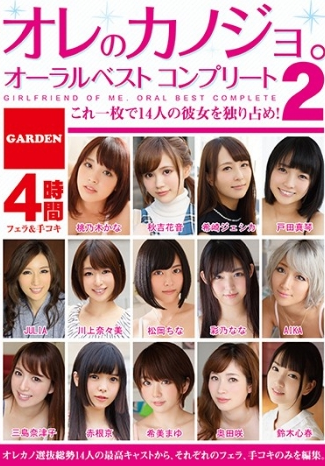 オレのカノジョ。
オーラルベスト コンプリート 2
GIRLFRIEND OF ME. ORAL BEST COMPLETE
これ一枚で14人の彼女を独り占め!
GARDEN
4時間
フェラ&手コキ
桃乃木かな
秋吉花音
希崎ジェシカ
戸田真琴
JULIA
川上奈々美
松岡ちな
彩乃なな
AIKA
三島奈津子
赤根京
希美まゆ
奥田咲
鈴木心春
オレカノ選抜総勢14人の最高キャストから、それぞれのフェラ、手コキのみを編集。